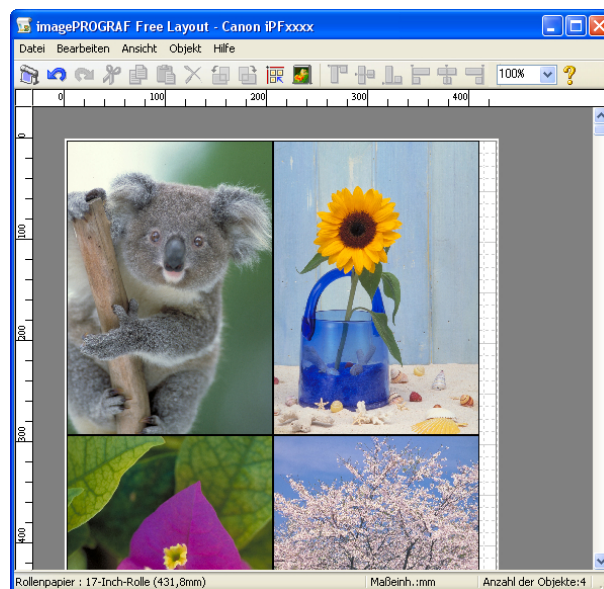 imagePROGRAF Free Layout - Canon iPFxxxx
Datei Bearbeiten Ansicht Objekt Hilfe
100%
0 100 200 300 400
0
100
200
300
400
Rollenpapier : 17-Inch-Rolle (431,8mm) Maßeinh.:mm Anzahl der Objekte:4